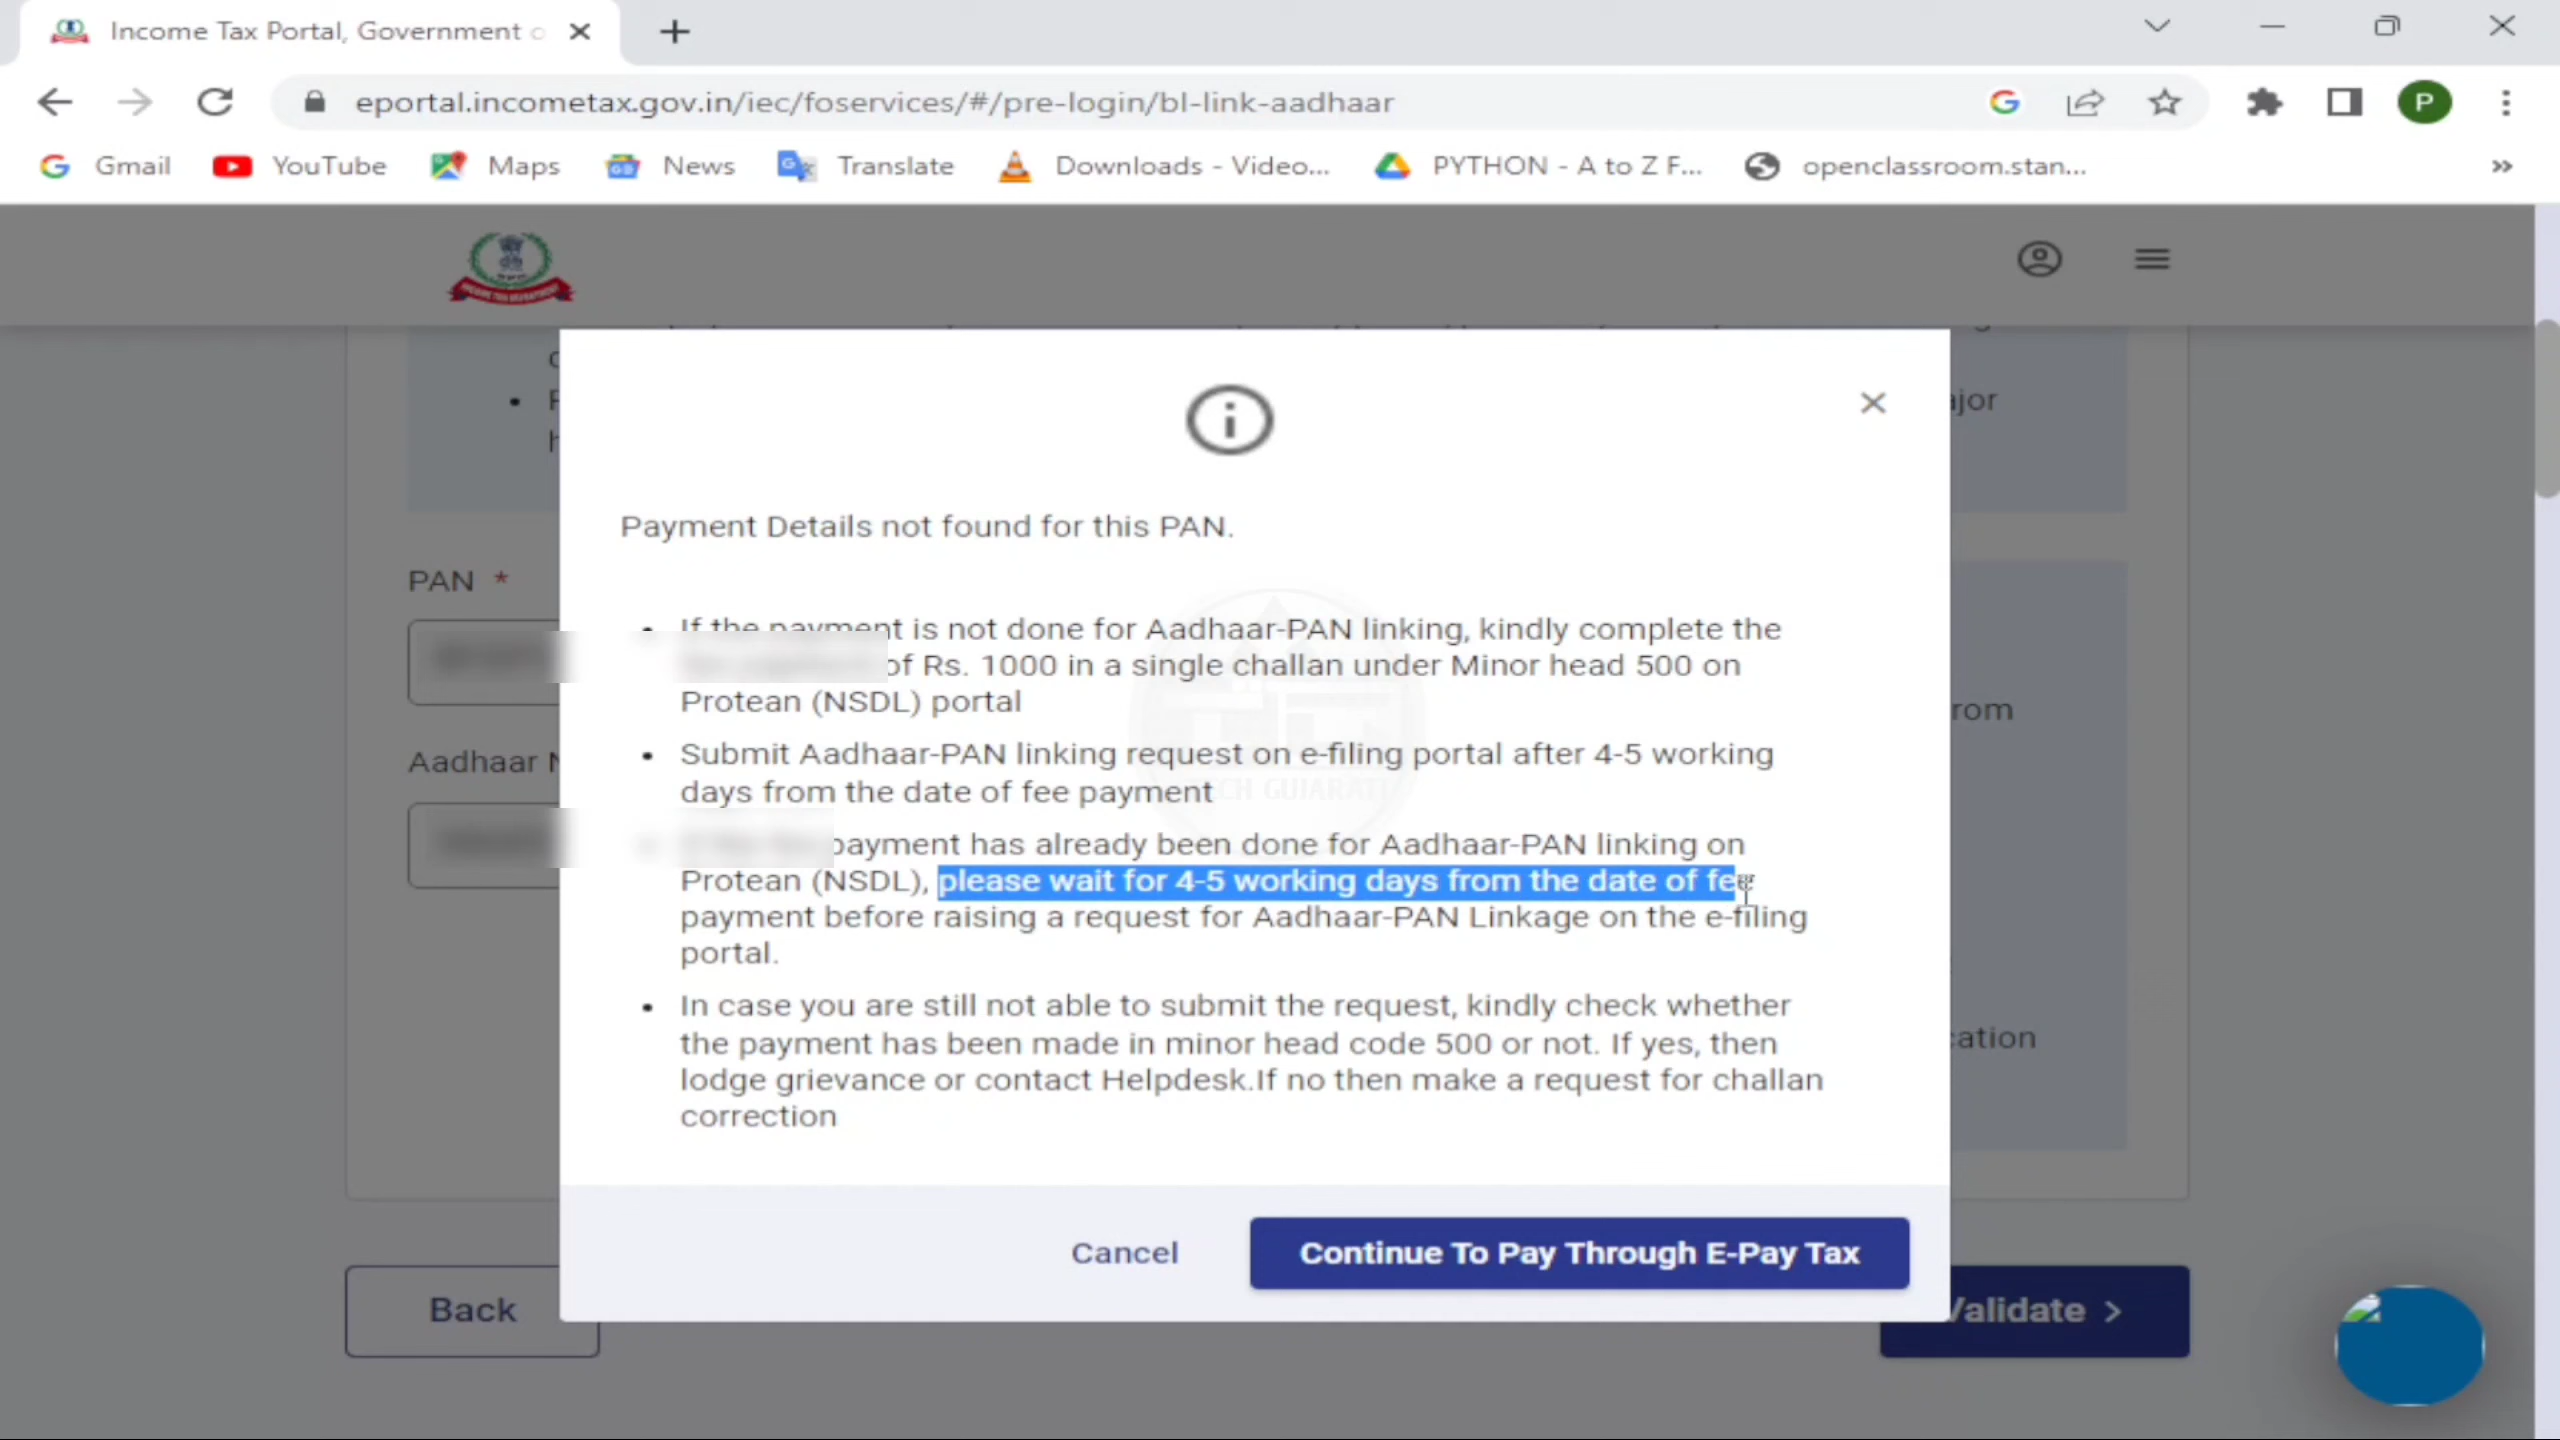 Income Tax Portal, Government o
eportal.incometax.gov.in/iec/foservices/#/pre-login/bl-link-aadhaar
P
Gmail YouTube Maps News Translate Downloads - Video... PYTHON - A to Z F... openclassroom.stan... »
Payment Details not found for this PAN.
PAN *
• If the payment is not done for Aadhaar-PAN linking, kindly complete the
of Rs. 1000 in a single challan under Minor head 500 on
Protean (NSDL) portal
• Submit Aadhaar-PAN linking request on e-filing portal after 4-5 working
days from the date of fee payment
Aadhaar N
payment has already been done for Aadhaar-PAN linking on
Protean (NSDL), please wait for 4-5 working days from the date of fee
payment before raising a request for Aadhaar-PAN Linkage on the e-filing
portal.
• In case you are still not able to submit the request, kindly check whether
the payment has been made in minor head code 500 or not. If yes, then
lodge grievance or contact Helpdesk.If no then make a request for challan
correction
ajor
rom
cation
Cancel Continue To Pay Through E-Pay Tax
Back
Validate >
TECH GUJARATI